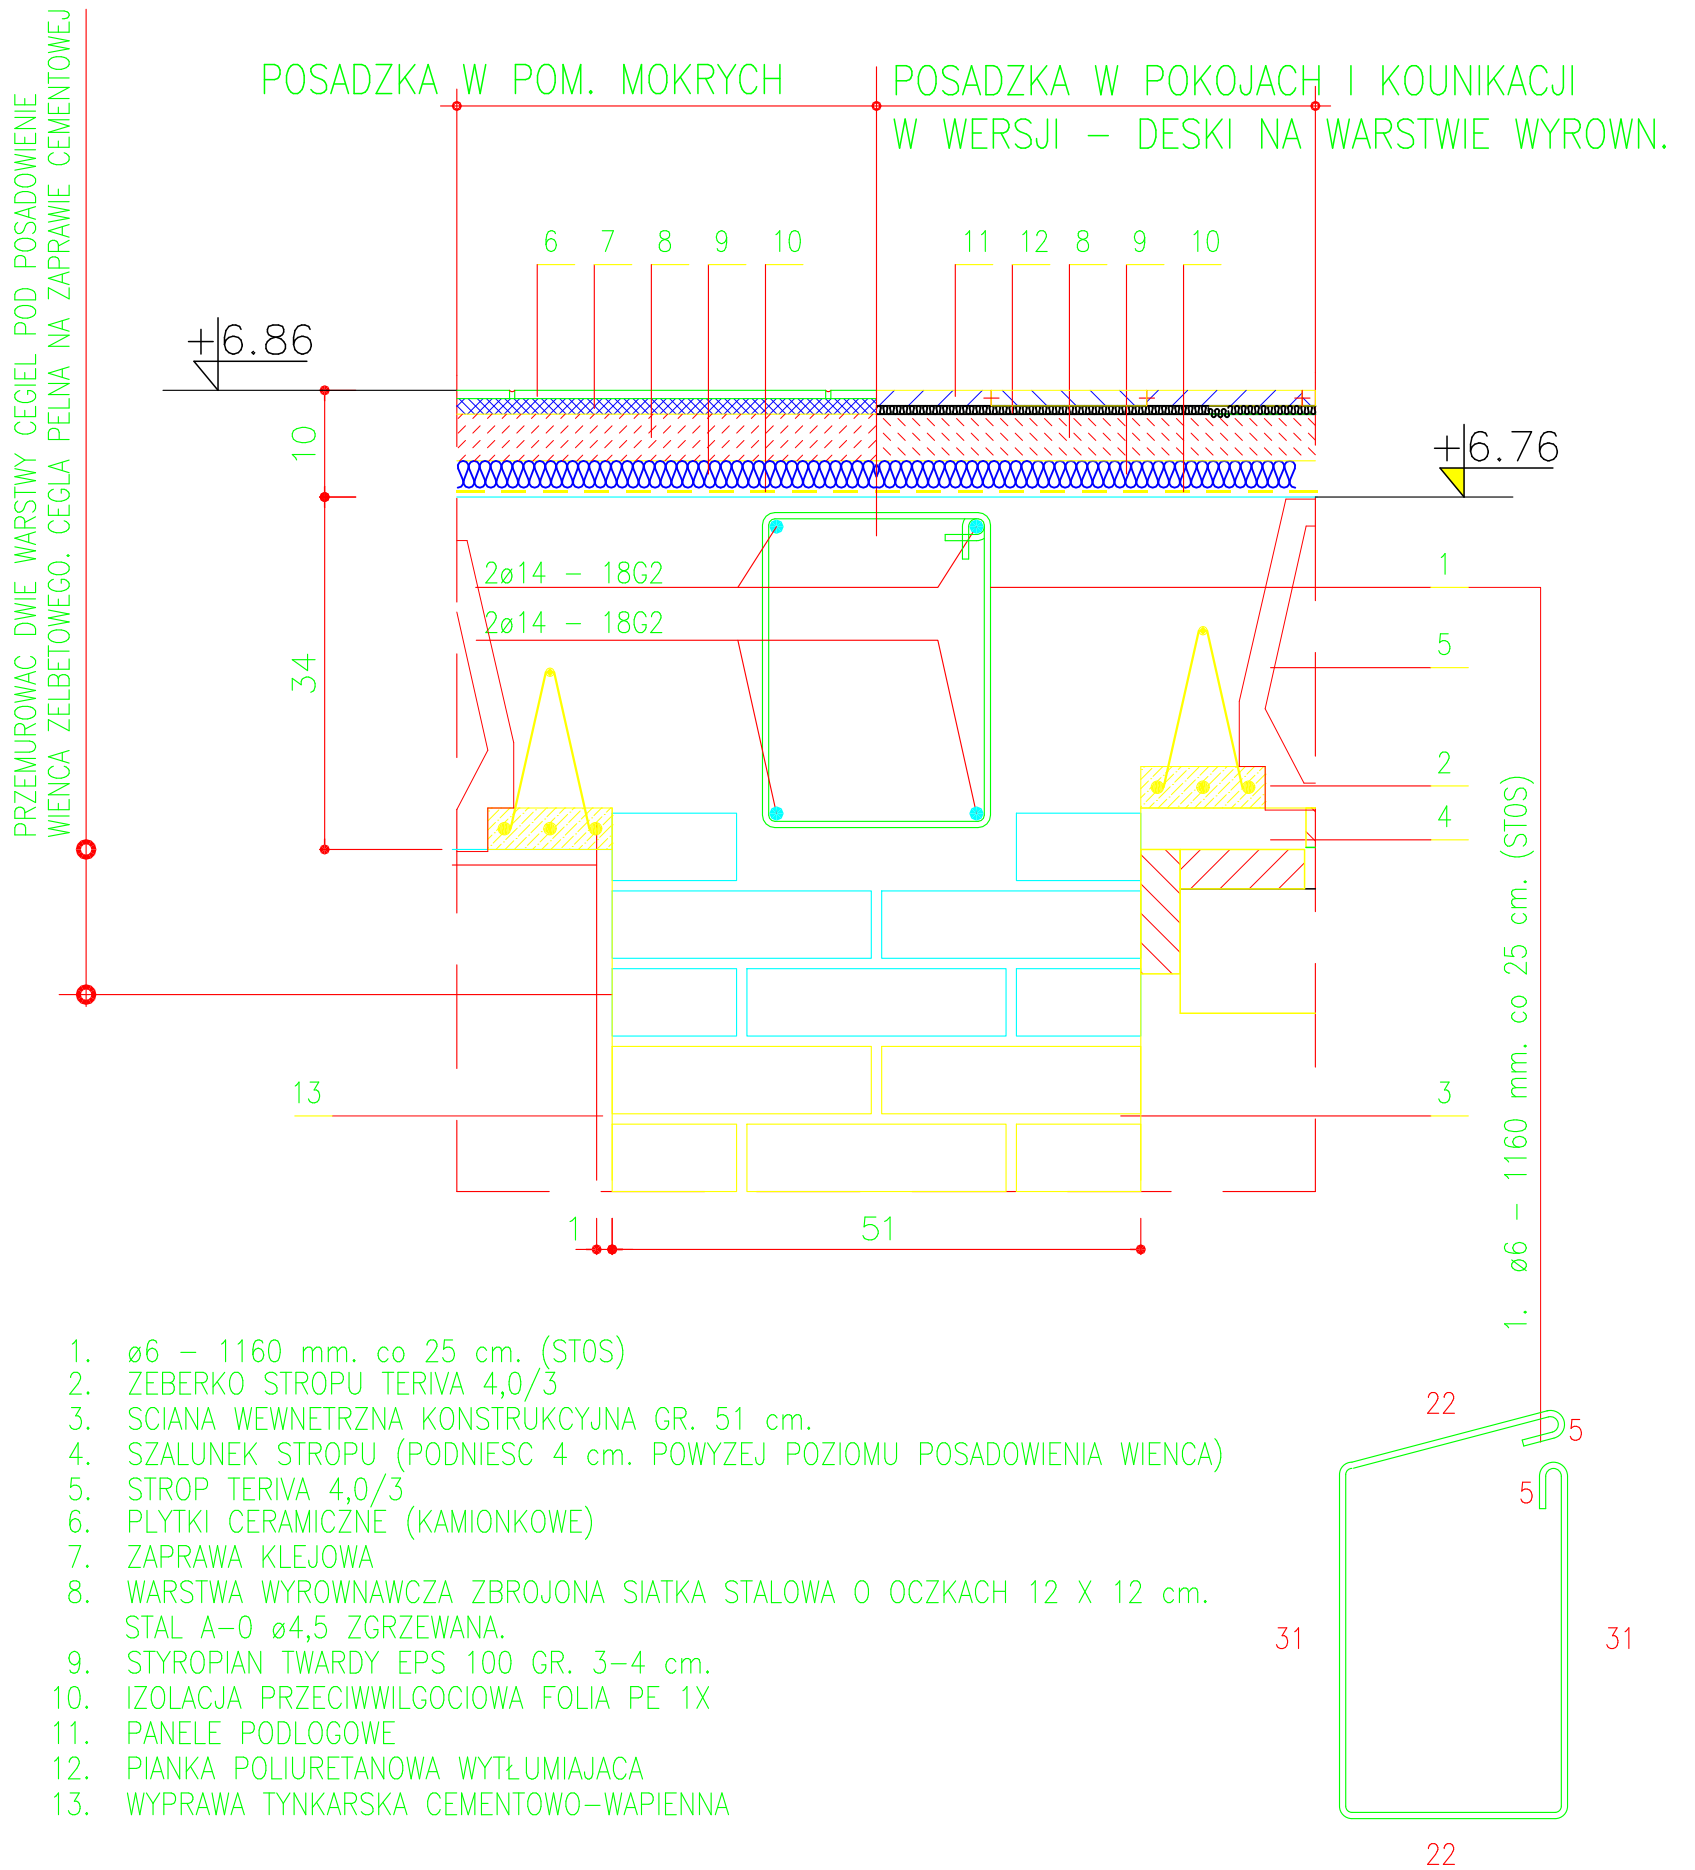 PRZEMUROWAC DWIE WARSTWY CEGIEL POD POSADOWIENIE
WIENCA ZELBETOWEGO. CEGLA PELNA NA ZAPRAWIE CEMENTOWEJ
POSADZKA W POM. MOKRYCH
POSADZKA W POKOJACH I KOUNIKACJI
W WERSJI - DESKI NA WARSTWIE WYROWN.
6 7 8 9 10
11 12 8 9 10
+6.86
+6.76
10
34
2ø14 - 18G2
2ø14 - 18G2
1
5
2
4
13
3
1
51
1. ø6 - 1160 mm. co 25 cm. (STOS)
1. ø6 - 1160 mm. co 25 cm. (STOS)
2. ZEBERKO STROPU TERIVA 4,0/3
3. SCIANA WEWNETRZNA KONSTRUKCYJNA GR. 51 cm.
4. SZALUNEK STROPU (PODNIESC 4 cm. POWYZEJ POZIOMU POSADOWIENIA WIENCA)
5. STROP TERIVA 4,0/3
6. PLYTKI CERAMICZNE (KAMIONKOWE)
7. ZAPRAWA KLEJOWA
8. WARSTWA WYROWNAWCZA ZBROJONA SIATKA STALOWA O OCZKACH 12 X 12 cm.
STAL A-0 ø4,5 ZGRZEWANA.
9. STYROPIAN TWARDY EPS 100 GR. 3-4 cm.
10. IZOLACJA PRZECIWWILGOCIOWA FOLIA PE 1X
11. PANELE PODLOGOWE
12. PIANKA POLIURETANOWA WYTŁUMIAJACA
13. WYPRAWA TYNKARSKA CEMENTOWO-WAPIENNA
22
5
5
31
31
22